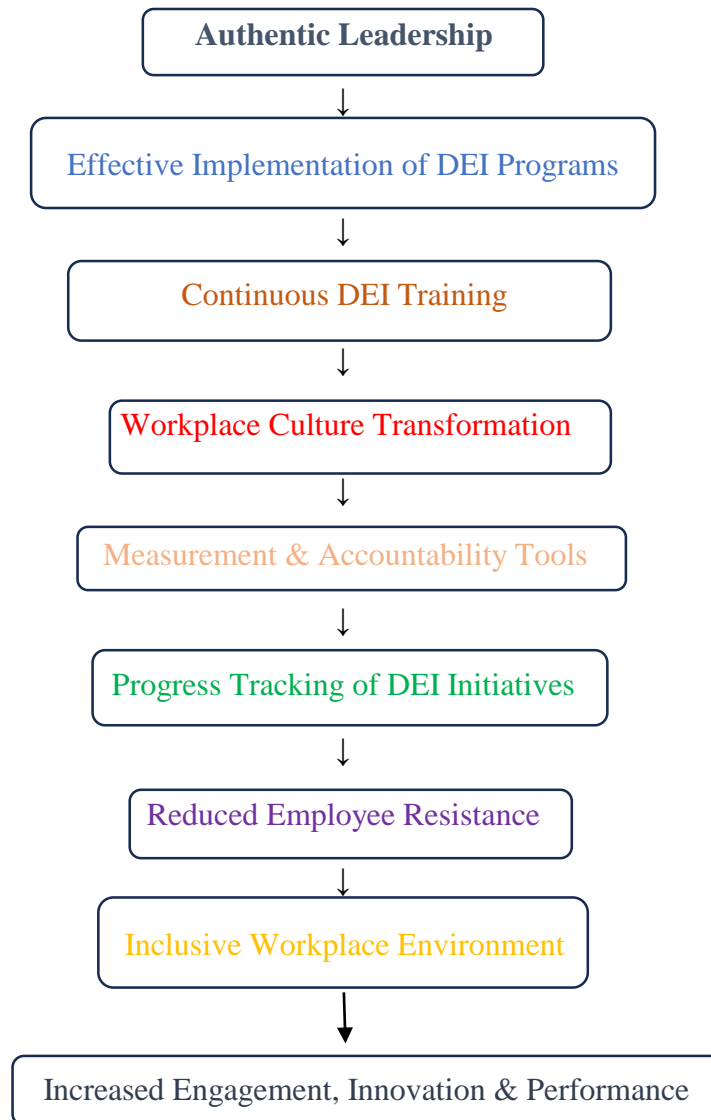 Authentic Leadership
↓
Effective Implementation of DEI Programs
↓
Continuous DEI Training
↓
Workplace Culture Transformation
↓
Measurement & Accountability Tools
↓
Progress Tracking of DEI Initiatives
↓
Reduced Employee Resistance
↓
Inclusive Workplace Environment
Increased Engagement, Innovation & Performance